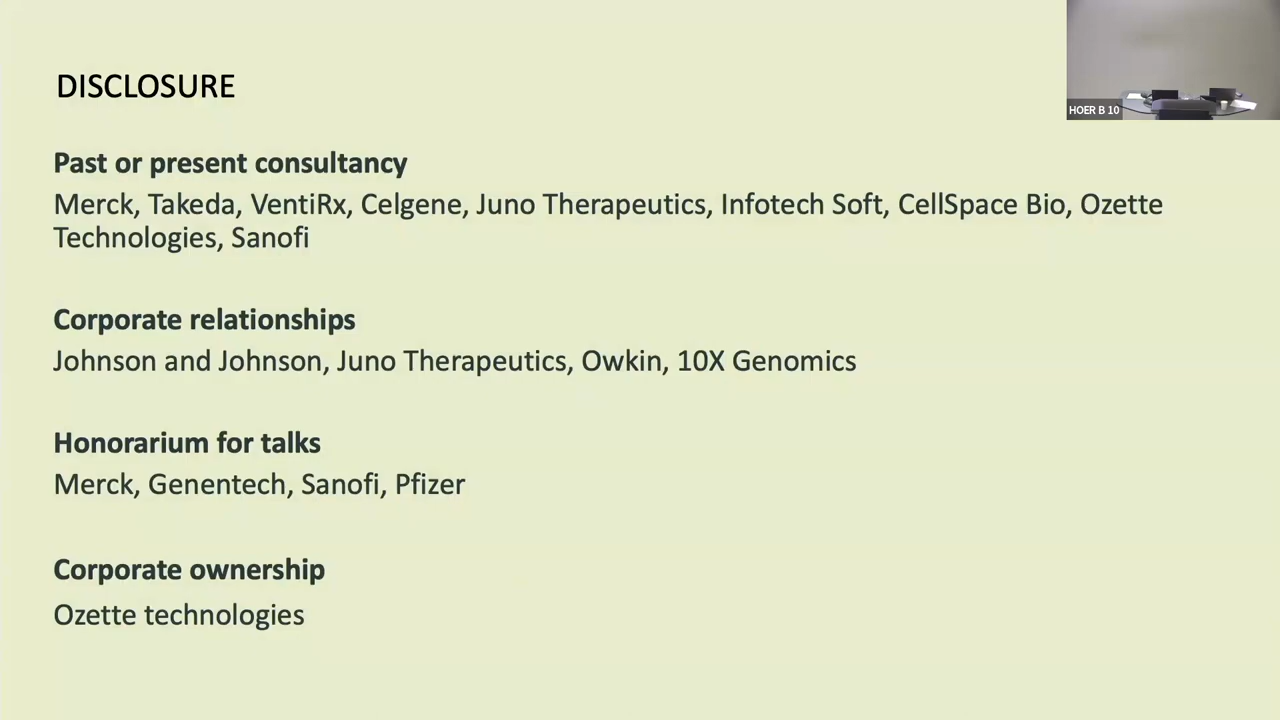 DISCLOSURE
HOER B 10
Past or present consultancy
Merck, Takeda, VentiRx, Celgene, Juno Therapeutics, Infotech Soft, CellSpace Bio, Ozette
Technologies, Sanofi
Corporate relationships
Johnson and Johnson, Juno Therapeutics, Owkin, 10X Genomics
Honorarium for talks
Merck, Genentech, Sanofi, Pfizer
Corporate ownership
Ozette technologies